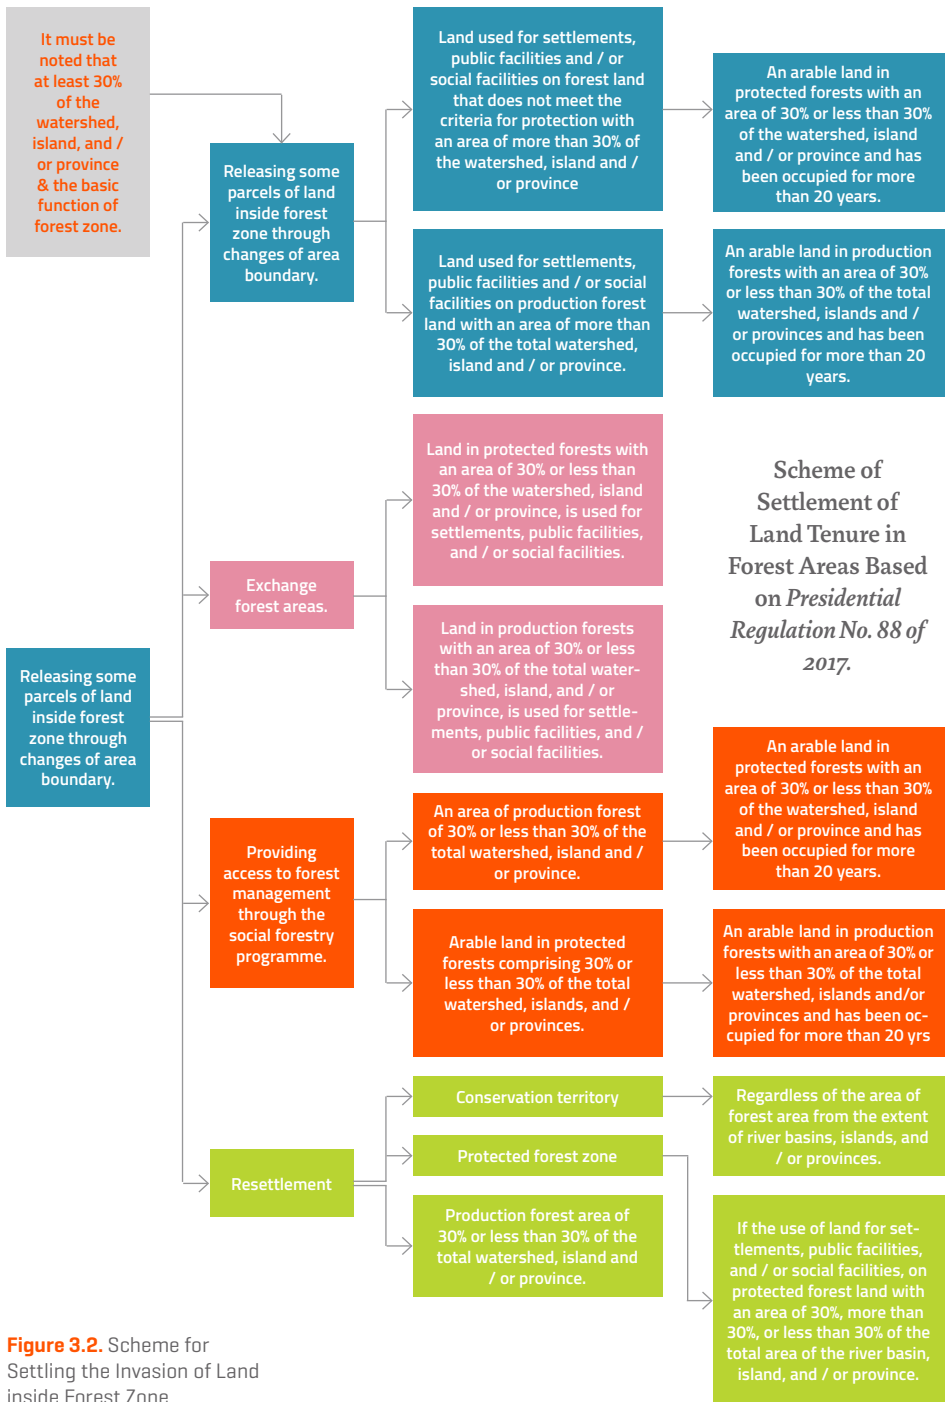 It must be
noted that
at least 30%
of the
watershed,
island, and /
or province
& the basic
function of
forest zone.
Releasing some
parcels of land
inside forest
zone through
changes of area
boundary.
Land used for settlements,
public facilities and / or
social facilities on forest land
that does not meet the
criteria for protection with
an area of more than 30% of
the watershed, island and /
or province
An arable land in
protected forests with an
area of 30% or less than 30%
of the watershed, island
and / or province and has
been occupied for more
than 20 years.
Land used for settlements,
public facilities and / or social
facilities on production forest
land with an area of more than
30% of the total watershed,
island and / or province.
An arable land in production
forests with an area of 30%
or less than 30% of the total
watershed, islands and /
or provinces and has been
occupied for more than 20
years.
Scheme of
Settlement of
Land Tenure in
Forest Areas Based
on Presidential
Regulation No. 88 of
2017.
Releasing some
parcels of land
inside forest
zone through
changes of area
boundary.
Exchange
forest areas.
Land in protected forests with
an area of 30% or less than
30% of the watershed, island
and / or province, is used for
settlements, public facilities,
and / or social facilities.
Land in production forests
with an area of 30% or less
than 30% of the total water-
shed, island, and / or
province, is used for settle-
ments, public facilities, and /
or social facilities.
Providing
access to forest
management
through the
social forestry
programme.
An area of production forest
of 30% or less than 30% of the
total watershed, island and /
or province.
An arable land in
protected forests with an
area of 30% or less than 30%
of the watershed, island
and / or province and has
been occupied for more
than 20 years.
Arable land in protected
forests comprising 30% or
less than 30% of the total
watershed, islands, and /
or provinces.
An arable land in production
forests with an area of 30% or
less than 30% of the total
watershed, islands and/or
provinces and has been oc-
cupied for more than 20 yrs
Resettlement
Conservation territory
Regardless of the area of
forest area from the extent
of river basins, islands, and
/ or provinces.
Protected forest zone
If the use of land for set-
tlements, public facilities,
and / or social facilities, on
protected forest land with
an area of 30%, more than
30%, or less than 30% of the
total area of the river basin,
island, and / or province.
Production forest area of
30% or less than 30% of the
total watershed, island and
/ or province.
Figure 3.2. Scheme for
Settling the Invasion of Land
inside Forest Zone